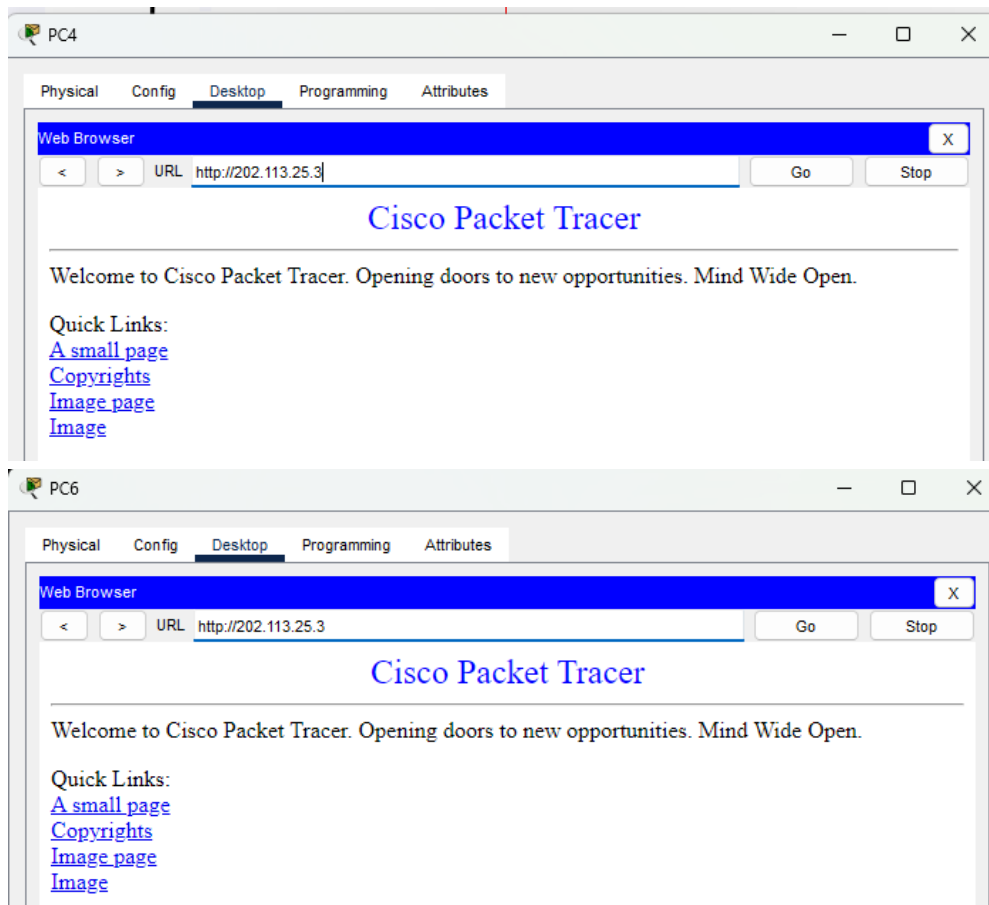 PC4
Physical Config Desktop Programming Attributes
Web Browser X
< > URL http://202.113.25.3 Go Stop
Cisco Packet Tracer
Welcome to Cisco Packet Tracer. Opening doors to new opportunities. Mind Wide Open.
Quick Links:
A small page
Copyrights
Image page
Image
PC6
Physical Config Desktop Programming Attributes
Web Browser X
< > URL http://202.113.25.3 Go Stop
Cisco Packet Tracer
Welcome to Cisco Packet Tracer. Opening doors to new opportunities. Mind Wide Open.
Quick Links:
A small page
Copyrights
Image page
Image